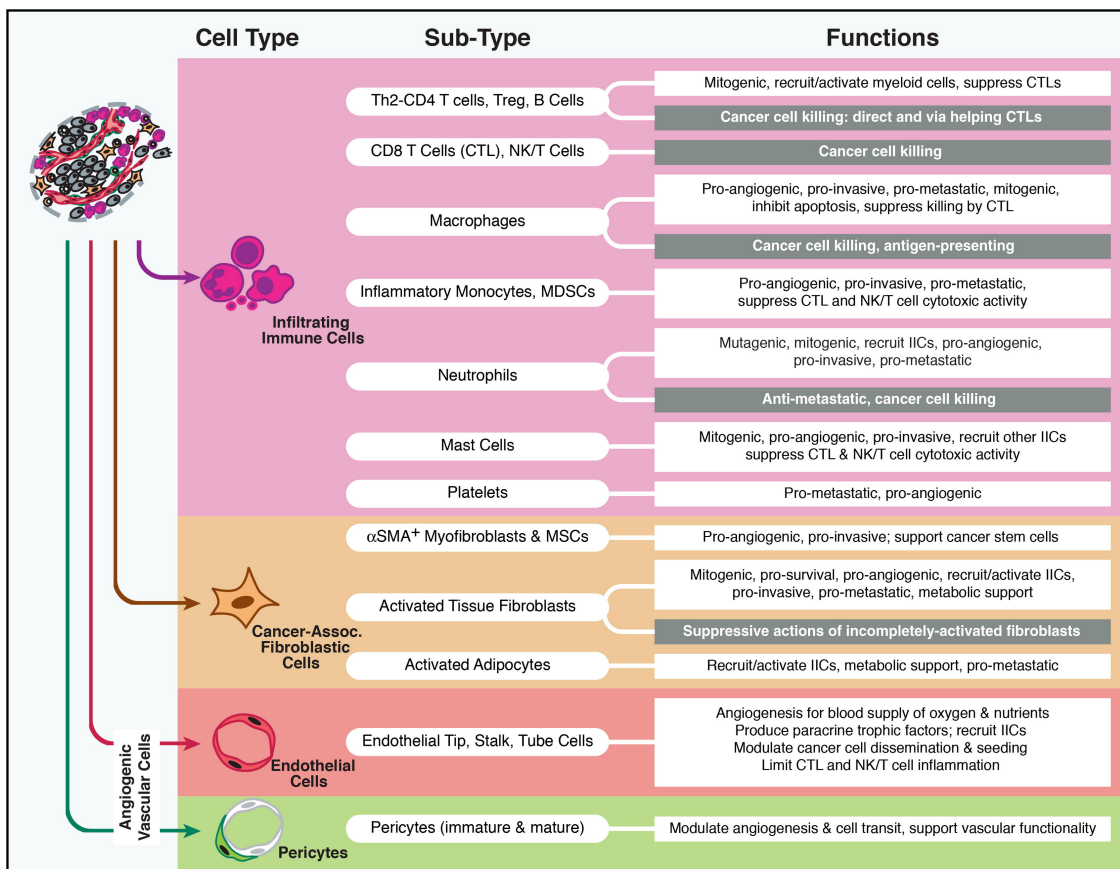 Cell Type
Sub-Type
Functions
Th2-CD4 T cells, Treg, B Cells
Mitogenic, recruit/activate myeloid cells, suppress CTLs
Cancer cell killing: direct and via helping CTLs
CD8 T Cells (CTL), NK/T Cells
Cancer cell killing
Macrophages
Pro-angiogenic, pro-invasive, pro-metastatic, mitogenic,
inhibit apoptosis, suppress killing by CTL
Cancer cell killing, antigen-presenting
Infiltrating
Immune Cells
Inflammatory Monocytes, MDSCs
Pro-angiogenic, pro-invasive, pro-metastatic,
suppress CTL and NK/T cell cytotoxic activity
Neutrophils
Mutagenic, mitogenic, recruit IICs, pro-angiogenic,
pro-invasive, pro-metastatic
Anti-metastatic, cancer cell killing
Mast Cells
Mitogenic, pro-angiogenic, pro-invasive, recruit other IICs
suppress CTL & NK/T cell cytotoxic activity
Platelets
Pro-metastatic, pro-angiogenic
αSMA+ Myofibroblasts & MSCs
Pro-angiogenic, pro-invasive; support cancer stem cells
Cancer-Assoc.
Fibroblastic
Cells
Activated Tissue Fibroblasts
Mitogenic, pro-survival, pro-angiogenic, recruit/activate IICs,
pro-invasive, pro-metastatic, metabolic support
Suppressive actions of incompletely-activated fibroblasts
Activated Adipocytes
Recruit/activate IICs, metabolic support, pro-metastatic
Angiogenic
Vascular Cells
Endothelial
Cells
Endothelial Tip, Stalk, Tube Cells
Angiogenesis for blood supply of oxygen & nutrients
Produce paracrine trophic factors; recruit IICs
Modulate cancer cell dissemination & seeding
Limit CTL and NK/T cell inflammation
Pericytes
Pericytes (immature & mature)
Modulate angiogenesis & cell transit, support vascular functionality